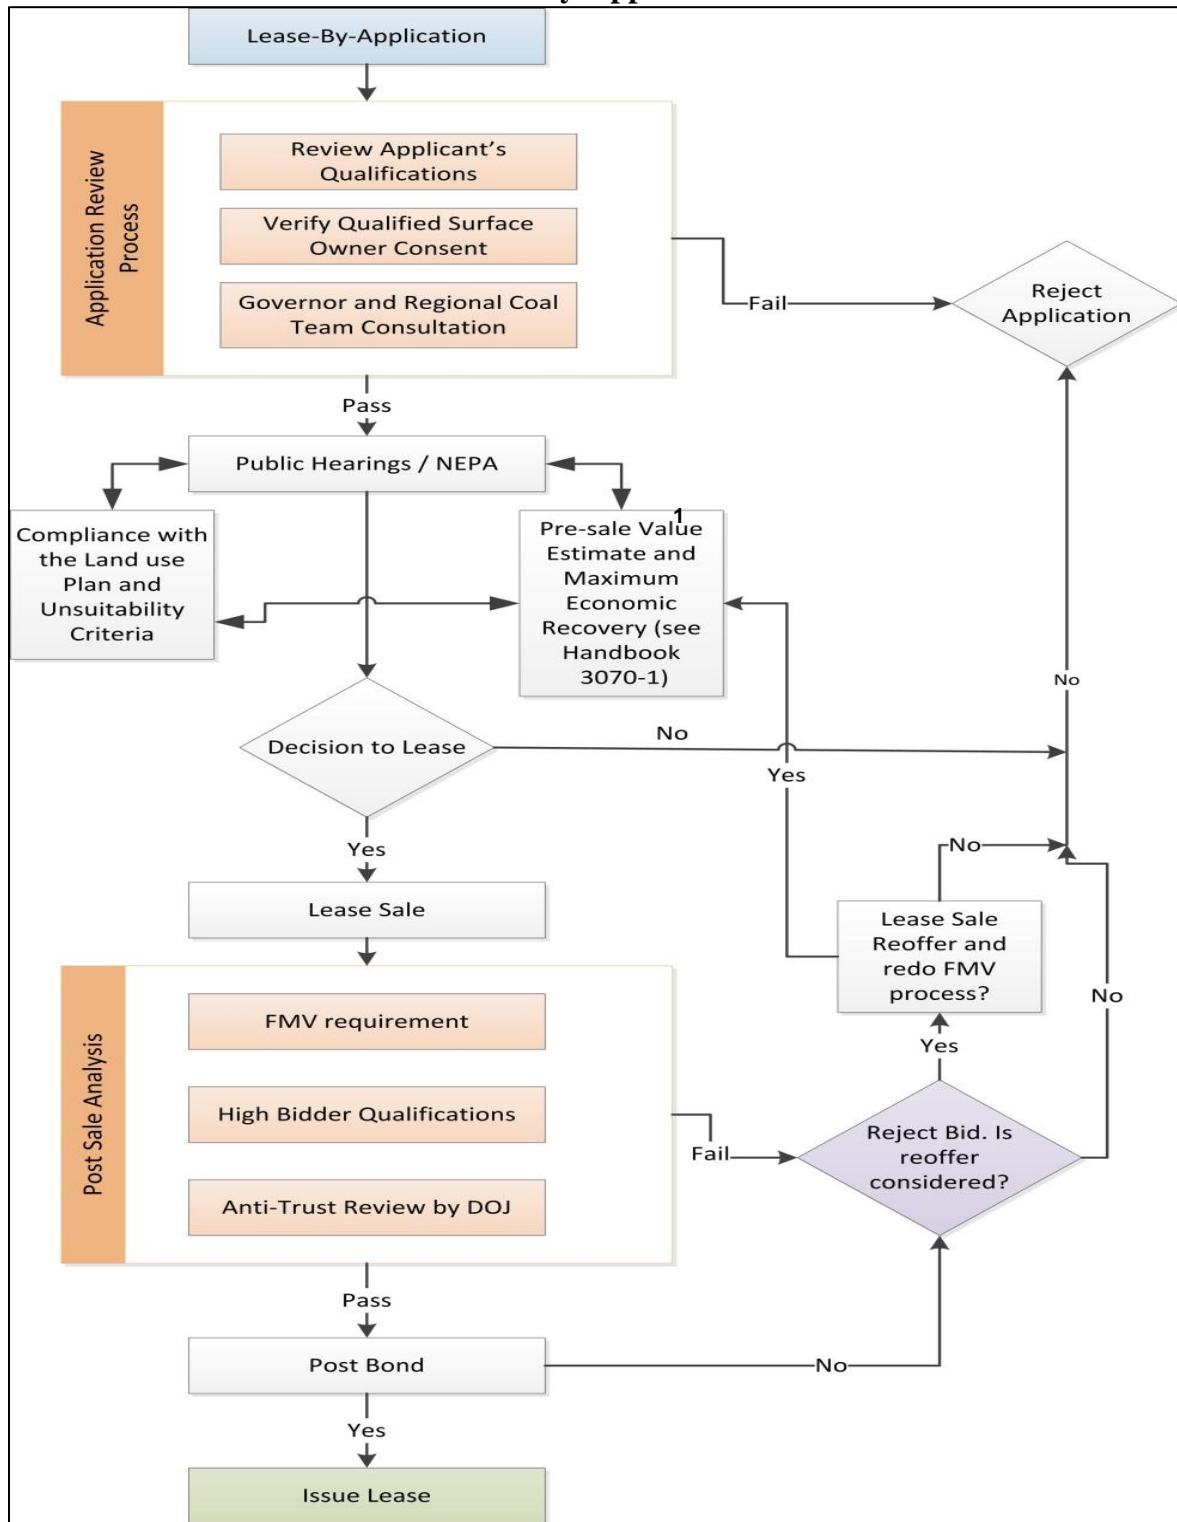 Lease-By-Application
Application Review
Process
Review Applicant's
Qualifications
Verify Qualified Surface
Owner Consent
Governor and Regional Coal
Team Consultation
Fail
Reject
Application
Pass
Public Hearings / NEPA
Compliance with
the Land use
Plan and
Unsuitability
Criteria
1
Pre-sale Value
Estimate and
Maximum
Economic
Recovery (see
Handbook
3070-1)
No
Decision to Lease
No
Yes
Yes
No
Lease Sale
Lease Sale
Reoffer and
redo FMV
process?
No
Post Sale Analysis
FMV requirement
High Bidder Qualifications
Anti-Trust Review by DOJ
Yes
Fail
Reject Bid. Is
reoffer
considered?
Pass
Post Bond
No
Yes
Issue Lease